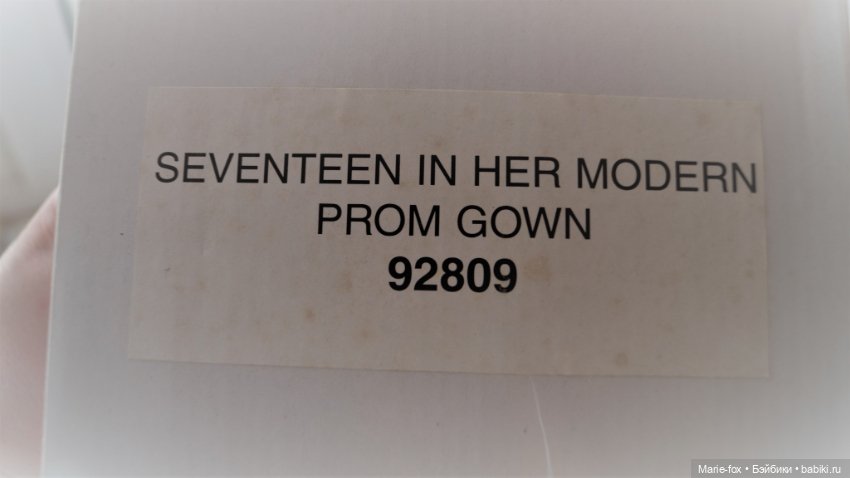 SEVENTEEN IN HER MODERN
PROM GOWN
92809
Marie-fox • Бэйбики • babiki.ru